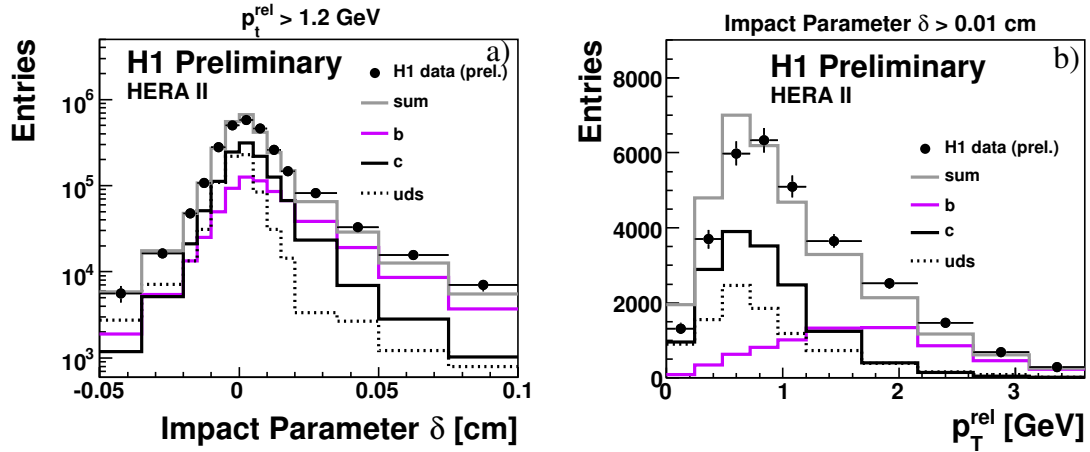 p_t^rel > 1.2 GeV
Entries
10^6
10^5
10^4
10^3
H1 Preliminary
HERA II
a)
H1 data (prel.)
sum
b
c
uds
-0.05
0
0.05
0.1
Impact Parameter δ [cm]
Impact Parameter δ > 0.01 cm
Entries
8000
6000
4000
2000
0
H1 Preliminary
HERA II
b)
H1 data (prel.)
sum
b
c
uds
0
1
2
3
p_T^rel [GeV]